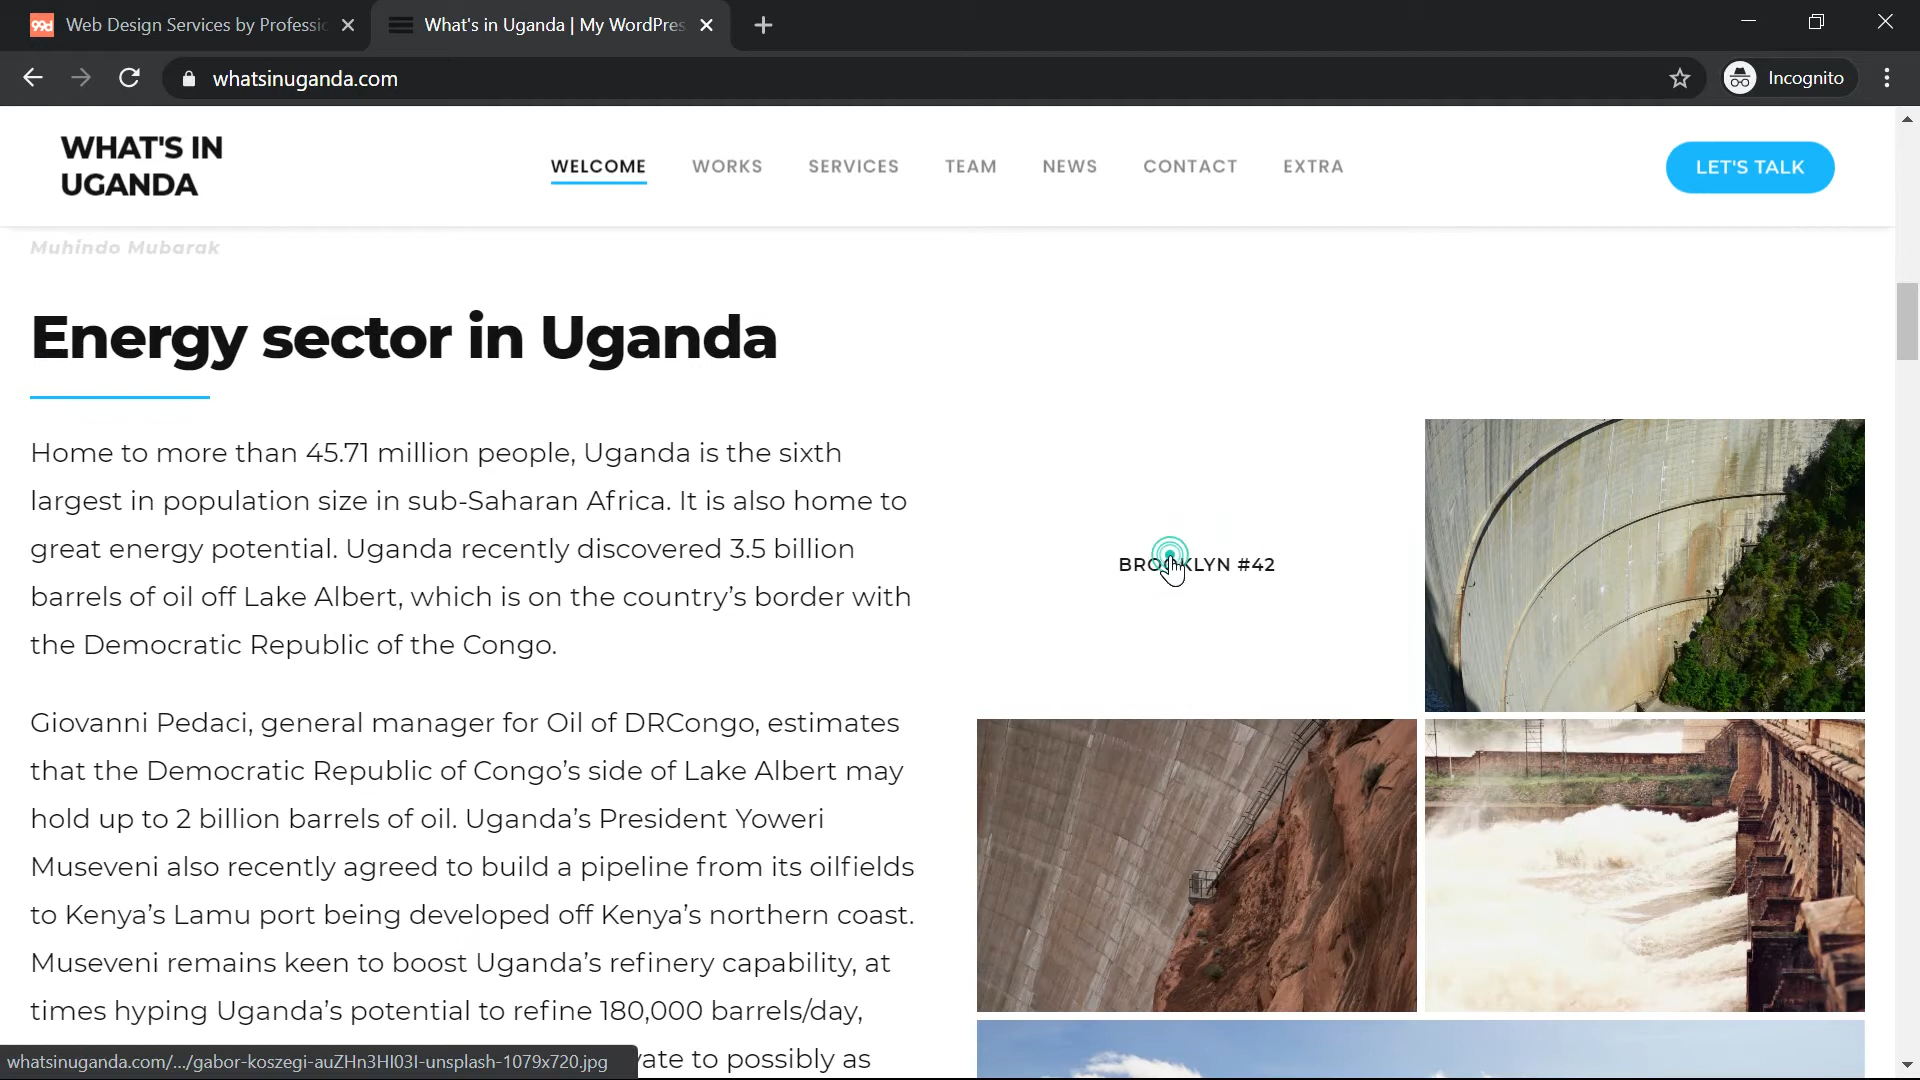 99d Web Design Services by Professi
What's in Uganda | My WordPres
whatsinuganda.com
Incognito
WHAT'S IN
UGANDA
WELCOME WORKS SERVICES TEAM NEWS CONTACT EXTRA
LET'S TALK
Muhindo Mubarak
Energy sector in Uganda
Home to more than 45.71 million people, Uganda is the sixth
largest in population size in sub-Saharan Africa. It is also home to
great energy potential. Uganda recently discovered 3.5 billion
barrels of oil off Lake Albert, which is on the country’s border with
the Democratic Republic of the Congo.
BROOKLYN #42
Giovanni Pedaci, general manager for Oil of DRCongo, estimates
that the Democratic Republic of Congo’s side of Lake Albert may
hold up to 2 billion barrels of oil. Uganda’s President Yoweri
Museveni also recently agreed to build a pipeline from its oilfields
to Kenya’s Lamu port being developed off Kenya’s northern coast.
Museveni remains keen to boost Uganda’s refinery capability, at
times hyping Uganda’s potential to refine 180,000 barrels/day,
vate to possibly as
whatsinuganda.com/.../gabor-koszegi-auZHn3HI03I-unsplash-1079x720.jpg